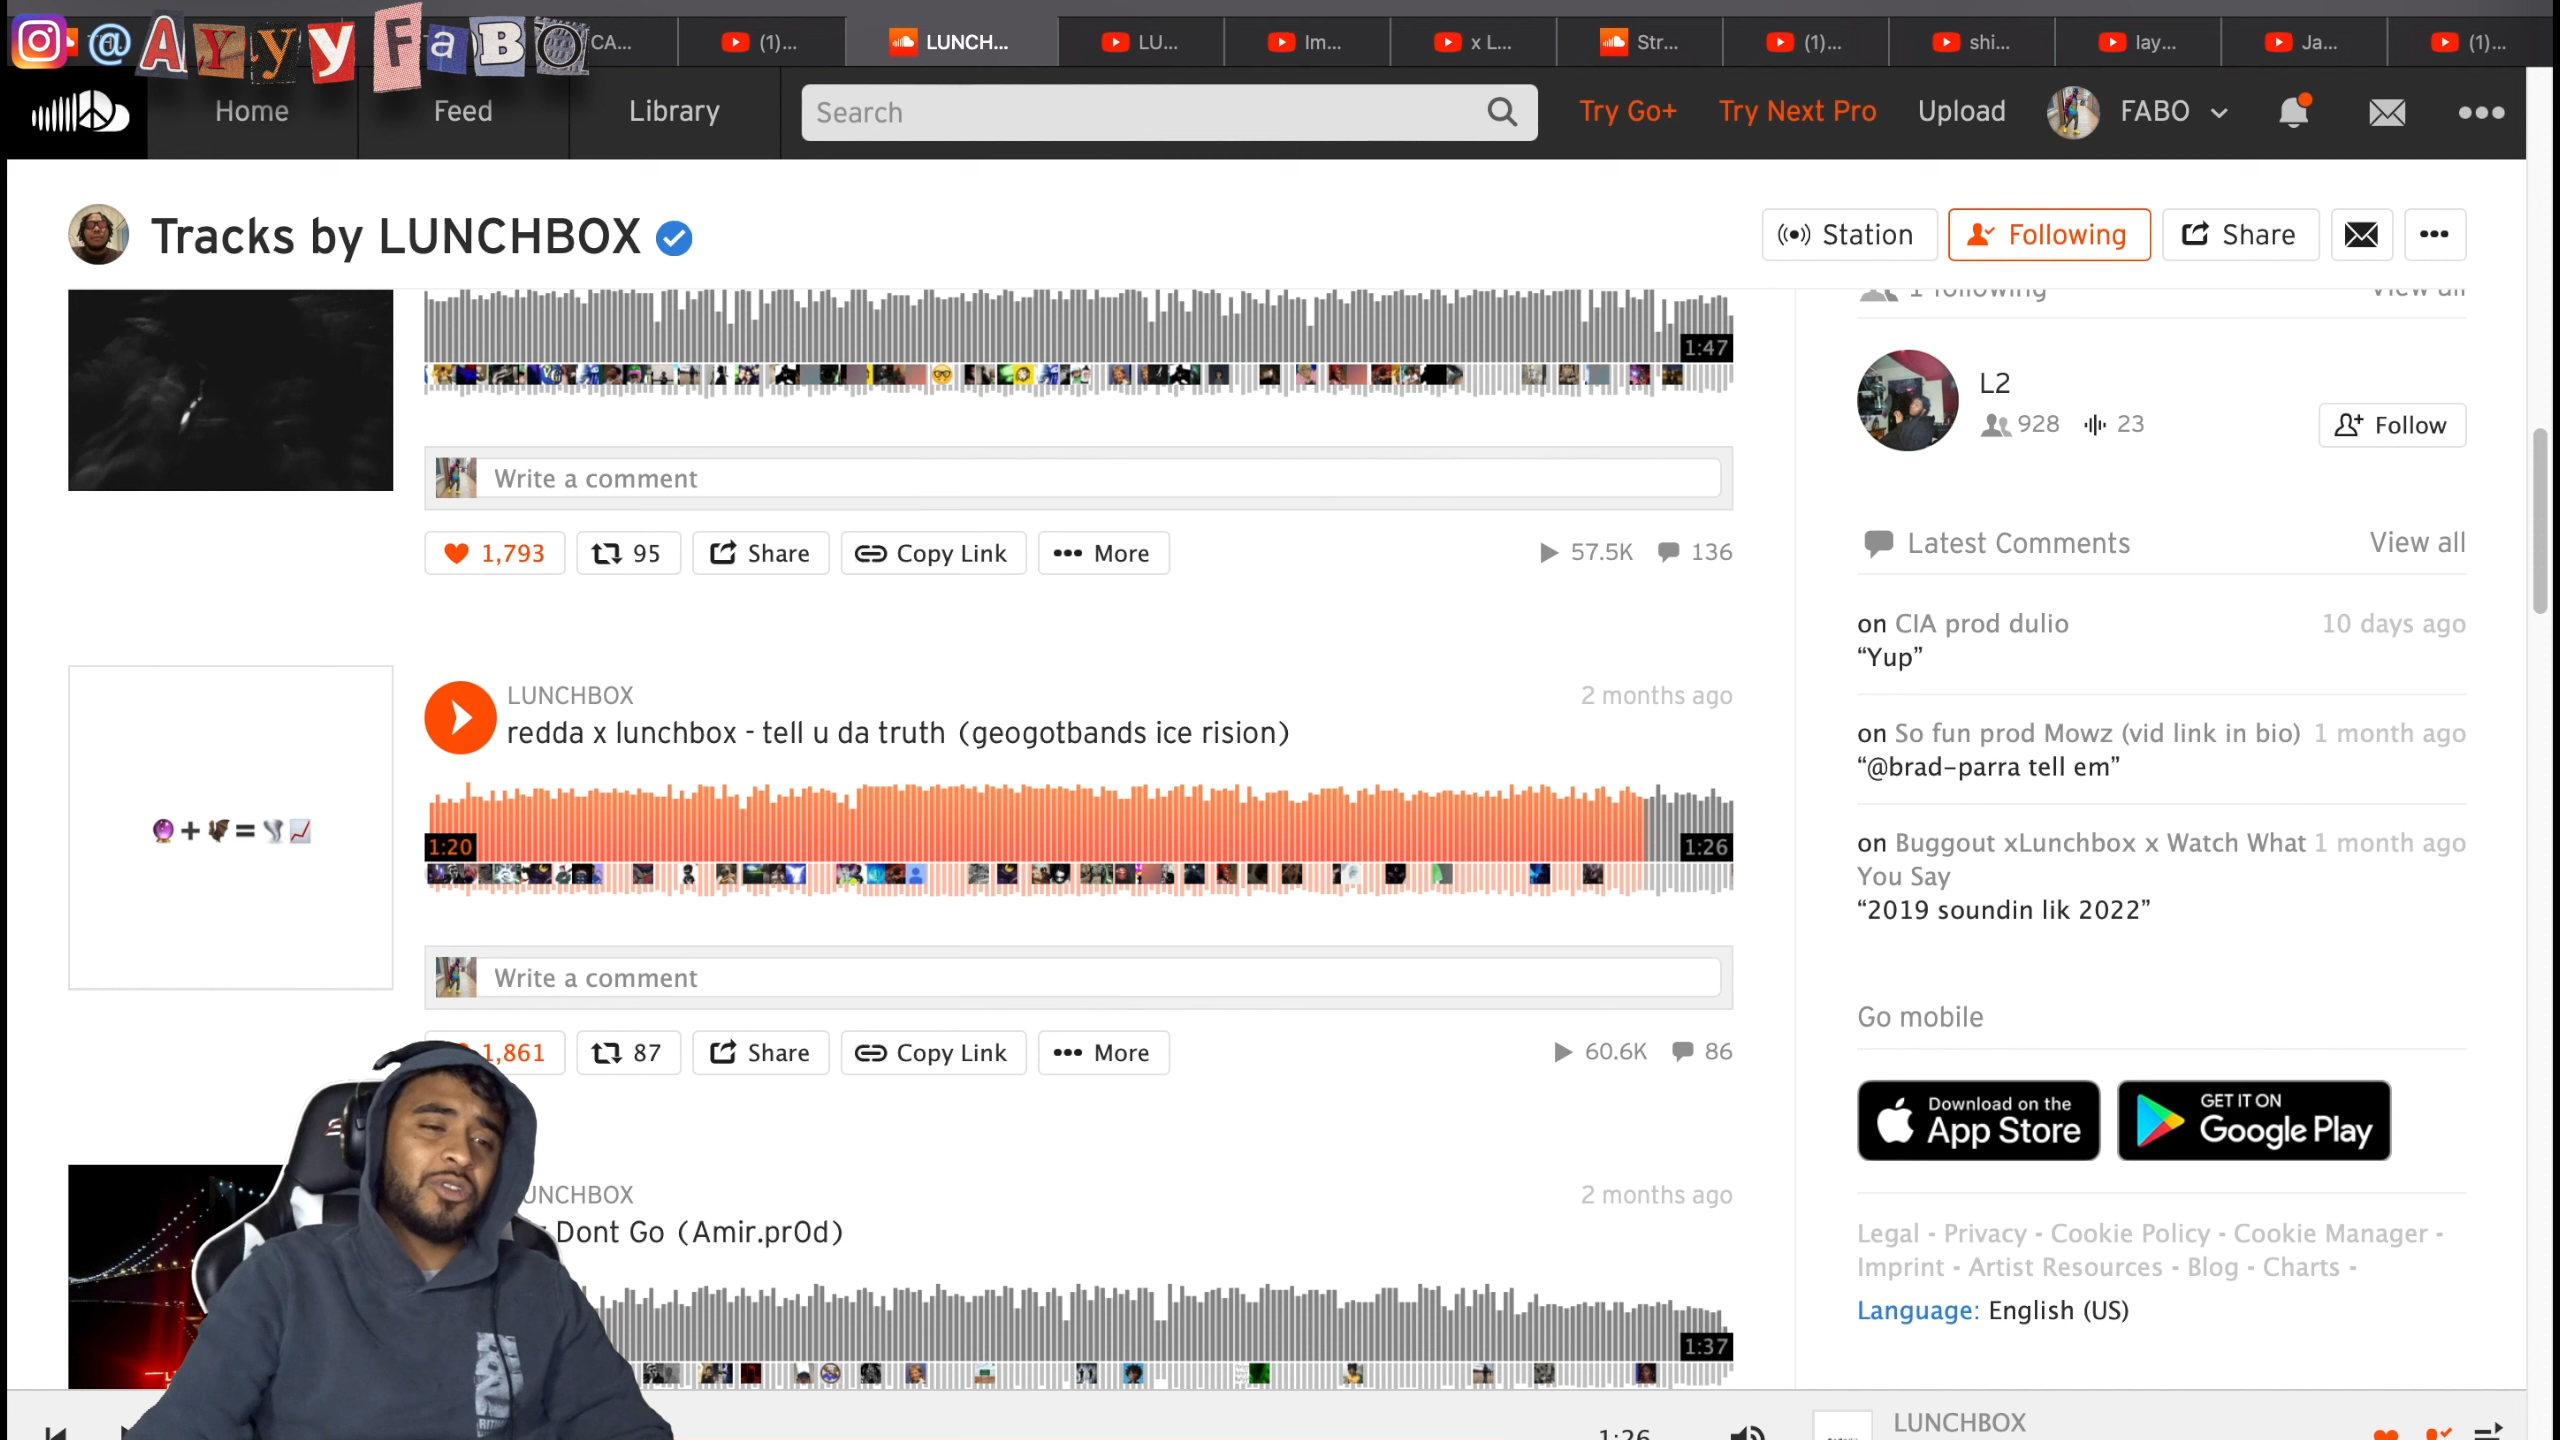 @AyyyFaBO
CA...
(1)...
LUNCH...
LU...
Im...
x L...
Str...
(1)...
shi...
lay...
Ja...
(1)...
Home
Feed
Library
Search
Try Go+
Try Next Pro
Upload
FABO
Tracks by LUNCHBOX
Station
Following
Share
1 following
View all
1:47
L2
928
23
Follow
Write a comment
1,793
95
Share
Copy Link
More
57.5K
136
Latest Comments
View all
on CIA prod dulio
10 days ago
“Yup”
LUNCHBOX
2 months ago
redda x lunchbox - tell u da truth (geogotbands ice rision)
on So fun prod Mowz (vid link in bio)
1 month ago
“@brad-parra tell em”
1:20
1:26
on Buggout xLunchbox x Watch What
1 month ago
You Say
“2019 soundin lik 2022”
Write a comment
Go mobile
1,861
87
Share
Copy Link
More
60.6K
86
Download on the
App Store
GET IT ON
Google Play
UNCHBOX
2 months ago
- Dont Go (Amir.pr0d)
Legal - Privacy - Cookie Policy - Cookie Manager -
Imprint - Artist Resources - Blog - Charts -
Language: English (US)
1:37
1:26
LUNCHBOX